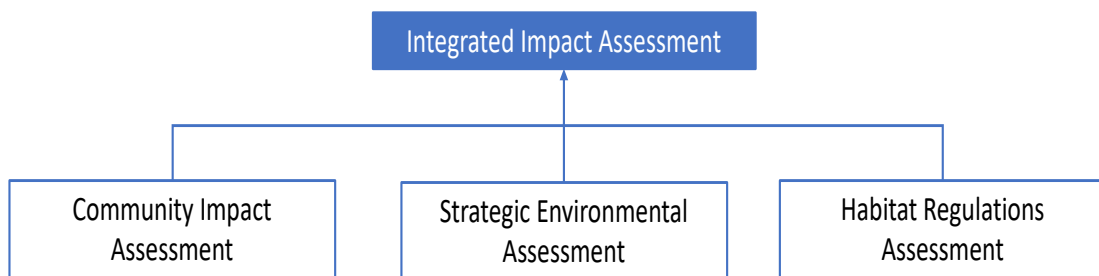 Integrated Impact Assessment
Community Impact
Assessment
Strategic Environmental
Assessment
Habitat Regulations
Assessment